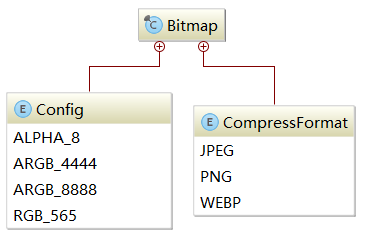 C Bitmap
E Config
ALPHA_8
ARGB_4444
ARGB_8888
RGB_565
E CompressFormat
JPEG
PNG
WEBP